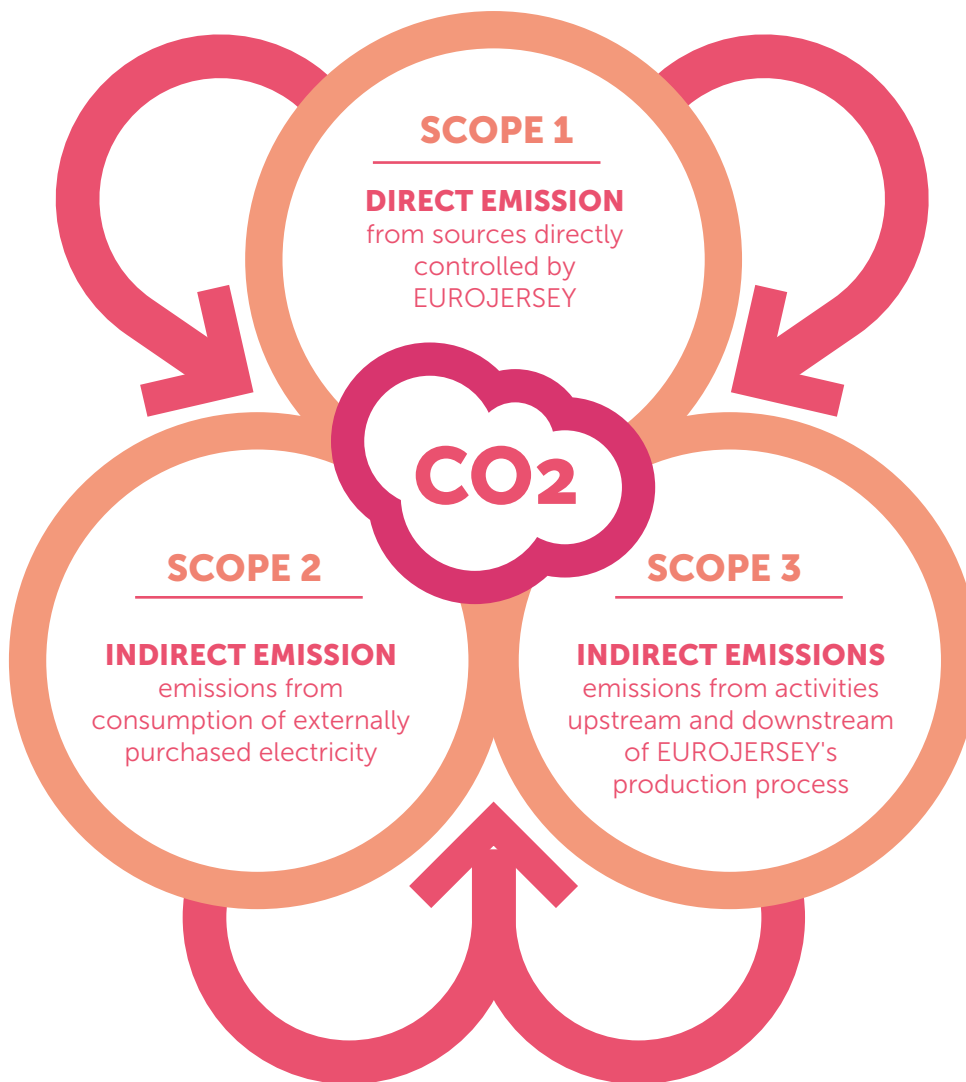 SCOPE 1
DIRECT EMISSION
from sources directly
controlled by
EUROJERSEY
CO2
SCOPE 2
INDIRECT EMISSION
emissions from
consumption of externally
purchased electricity
SCOPE 3
INDIRECT EMISSIONS
emissions from activities
upstream and downstream
of EUROJERSEY's
production process